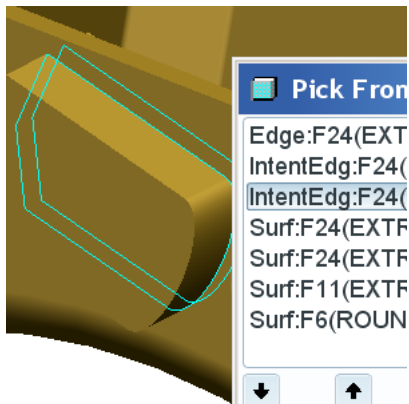 Pick Fron
Edge:F24(EXT
IntentEdg:F24(
IntentEdg:F24(
Surf:F24(EXTR
Surf:F24(EXTR
Surf:F11(EXTR
Surf:F6(ROUN